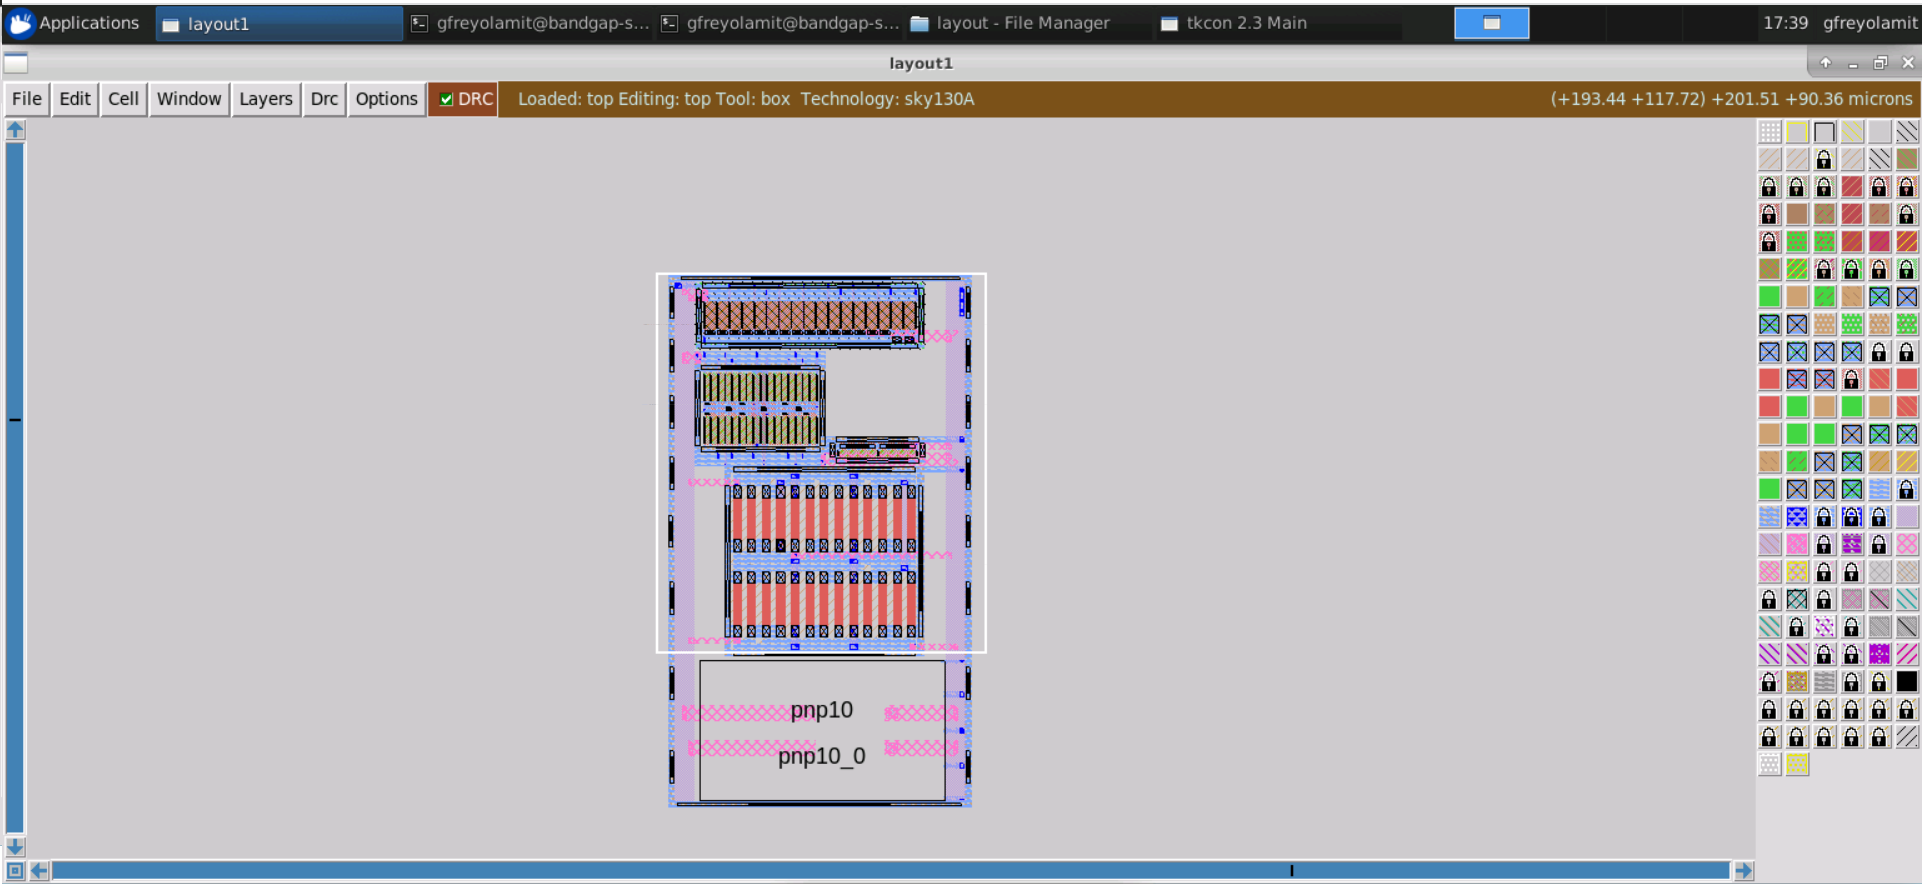 Applications layout1 gfreyolamit@bandgap-s... gfreyolamit@bandgap-s... layout - File Manager tkcon 2.3 Main 17:39 gfreyolamit
layout1
File Edit Cell Window Layers Drc Options DRC Loaded: top Editing: top Tool: box Technology: sky130A (+193.44 +117.72) +201.51 +90.36 microns
pnp10
pnp10_0